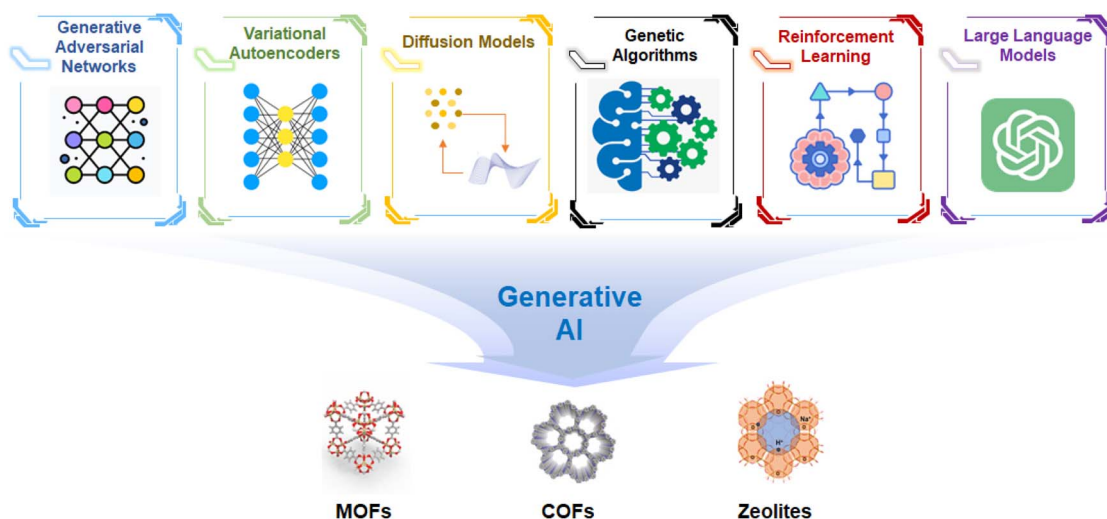 Generative
Adversarial
Networks
Variational
Autoencoders
Diffusion Models
Genetic
Algorithms
Reinforcement
Learning
Large Language
Models
Generative
AI
Na⁺
H⁺
MOFs
COFs
Zeolites